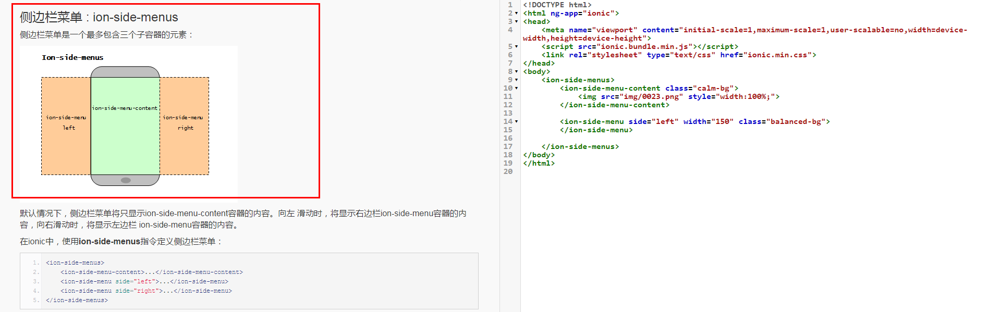 侧边栏菜单 : ion-side-menus
侧边栏菜单是一个最多包含三个子容器的元素：
Ion-side-menus
ion-side-menu-content
ion-side-menu
left
ion-side-menu
right
默认情况下，侧边栏菜单将只显示ion-side-menu-content容器的内容。向左 滑动时，将显示右边栏ion-side-menu容器的内
容，向右滑动时，将显示左边栏 ion-side-menu容器的内容。
在ionic中，使用ion-side-menus指令定义侧边栏菜单：
1. <ion-side-menus>
2.     <ion-side-menu-content>...</ion-side-menu-content>
3.     <ion-side-menu side="left">...</ion-side-menu>
4.     <ion-side-menu side="right">...</ion-side-menu>
5. </ion-side-menus>
1 <!DOCTYPE html>
2 <html ng-app="ionic">
3 <head>
4     <meta name="viewport" content="initial-scale=1,maximum-scale=1,user-scalable=no,width=device-
width,height=device-height">
5     <script src="ionic.bundle.min.js"></script>
6     <link rel="stylesheet" type="text/css" href="ionic.min.css">
7 </head>
8 <body>
9     <ion-side-menus>
10         <ion-side-menu-content class="calm-bg">
11             <img src="img/0023.png" style="width:100%;">
12         </ion-side-menu-content>
13
14         <ion-side-menu side="left" width="150" class="balanced-bg">
15         </ion-side-menu>
16
17     </ion-side-menus>
18 </body>
19 </html>
20